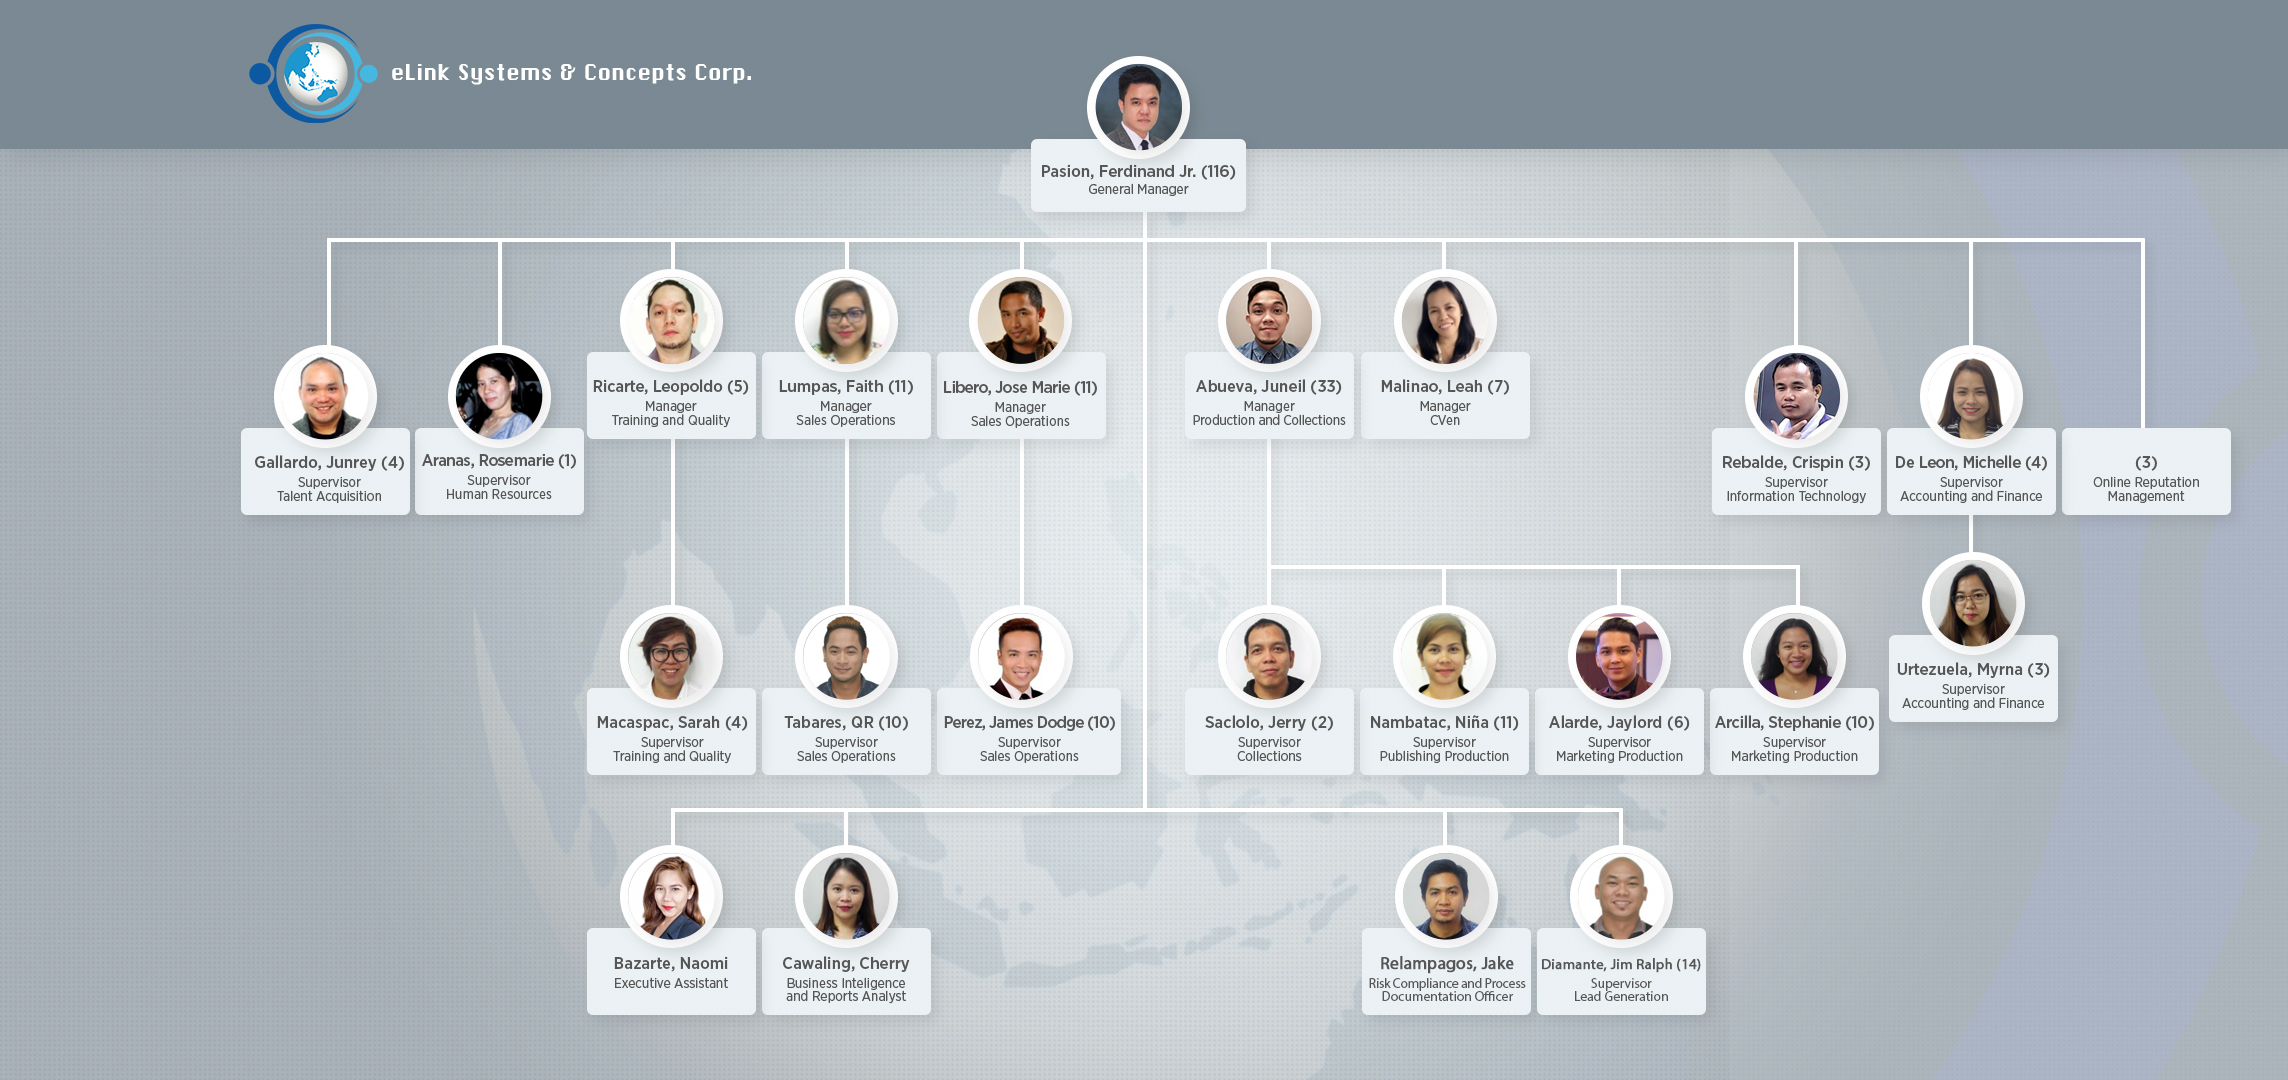 eLink Systems & Concepts Corp.
Pasion, Ferdinand Jr. (116)
General Manager
Ricarte, Leopoldo (5)
Manager
Training and Quality
Lumpas, Faith (11)
Manager
Sales Operations
Libero, Jose Marie (11)
Manager
Sales Operations
Abueva, Juneil (33)
Manager
Production and Collections
Malinao, Leah (7)
Manager
CVen
Gallardo, Junrey (4)
Supervisor
Talent Acquisition
Aranas, Rosemarie (1)
Supervisor
Human Resources
Rebalde, Crispin (3)
Supervisor
Information Technology
De Leon, Michelle (4)
Supervisor
Accounting and Finance
(3)
Online Reputation
Management
Urtezuela, Myrna (3)
Supervisor
Accounting and Finance
Macaspac, Sarah (4)
Supervisor
Training and Quality
Tabares, QR (10)
Supervisor
Sales Operations
Perez, James Dodge (10)
Supervisor
Sales Operations
Saclolo, Jerry (2)
Supervisor
Collections
Nambatac, Niña (11)
Supervisor
Publishing Production
Alarde, Jaylord (6)
Supervisor
Marketing Production
Arcilla, Stephanie (10)
Supervisor
Marketing Production
Bazarte, Naomi
Executive Assistant
Cawaling, Cherry
Business Inteligence
and Reports Analyst
Relampagos, Jake
Risk Compliance and Process
Documentation Officer
Diamante, Jim Ralph (14)
Supervisor
Lead Generation